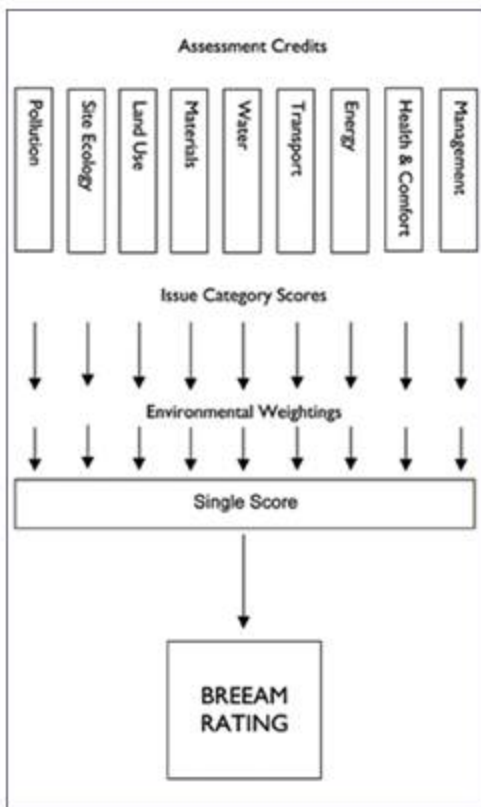 Assessment Credits
Pollution
Site Ecology
Land Use
Materials
Water
Transport
Energy
Health & Comfort
Management
Issue Category Scores
Environmental Weightings
Single Score
BREEAM
RATING